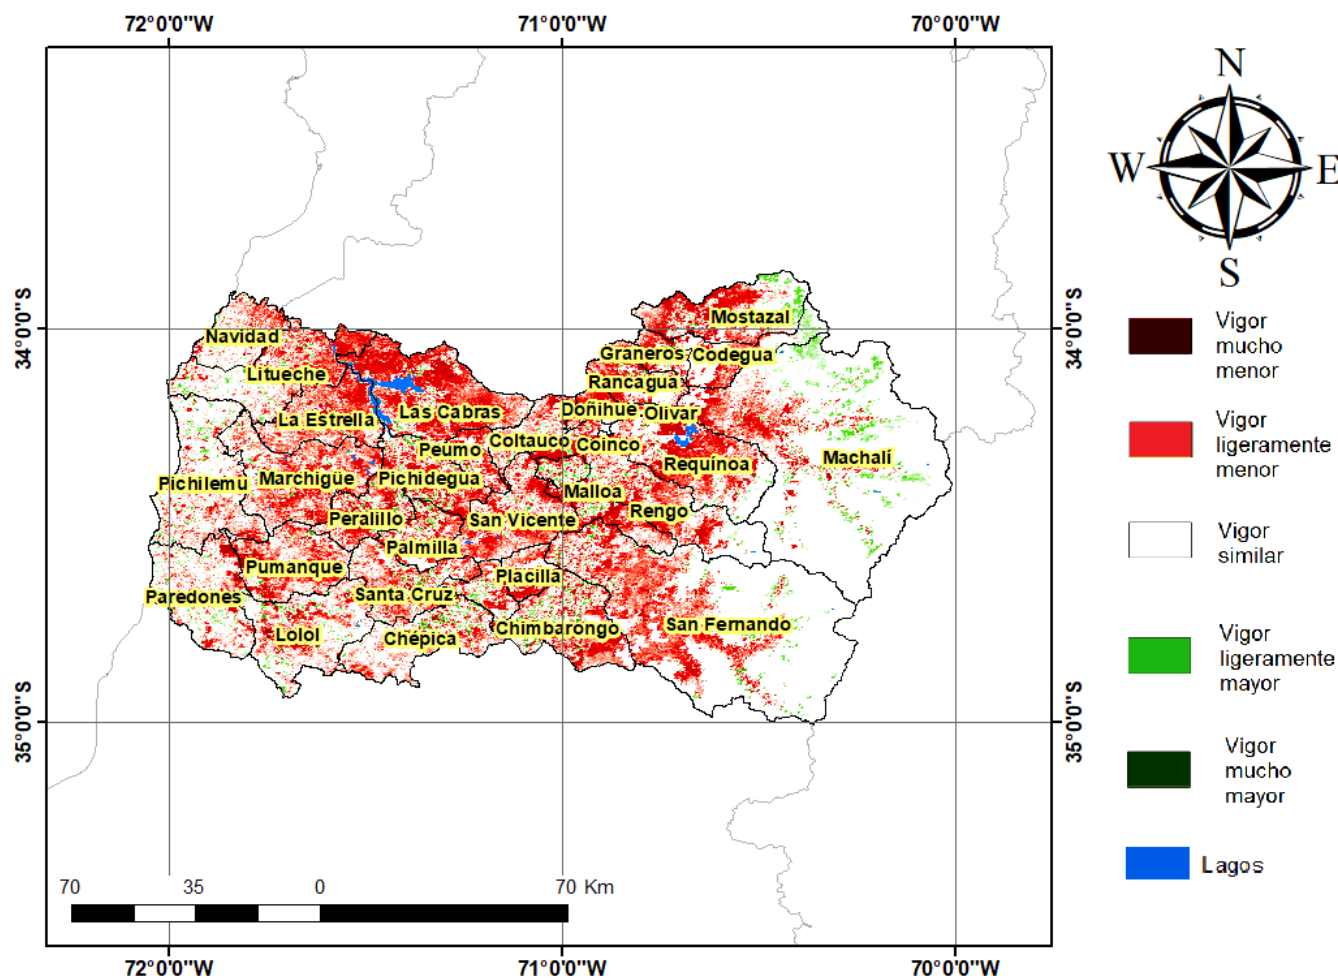 72°0'0"W
71°0'0"W
70°0'0"W
34°0'0"S
34°0'0"S
35°0'0"S
35°0'0"S
N
W
E
S
Mostazal
Navidad
Graneros
Codegua
Litueche
Rancagua
Las Cabras
Doñihue
Olivar
La Estrella
Coltauco
Coinco
Peumo
Machalí
Requinoa
Pichilemu
Marchigue
Pichidegua
Malloa
Rengo
Peralillo
San Vicente
Palmilla
Pumanque
Placilla
Paredones
Santa Cruz
San Fernando
Lolol
Chépica
Chimbarongo
Vigor
mucho
menor
Vigor
ligeramente
menor
Vigor
similar
Vigor
ligeramente
mayor
Vigor
mucho
mayor
Lagos
70
35
0
70 Km
72°0'0"W
71°0'0"W
70°0'0"W